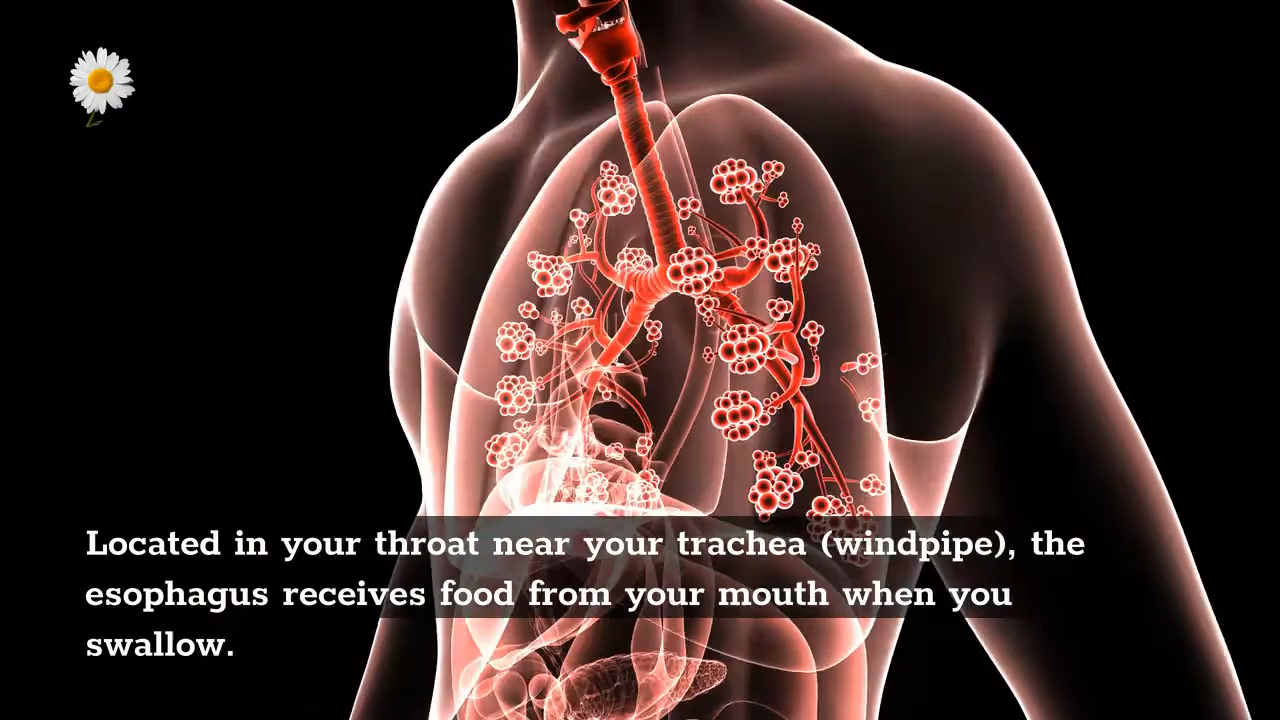 Located in your throat near your trachea (windpipe), the
esophagus receives food from your mouth when you
swallow.